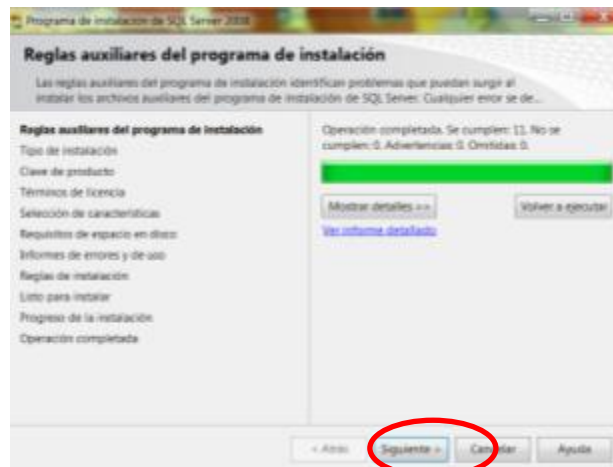 Programa de instalación de SQL Server 2008
Reglas auxiliares del programa de instalación
Las reglas auxiliares del programa de instalación identifican problemas que puedan surgir al
instalar los archivos auxiliares del programa de instalación de SQL Server. Cualquier error se de...
Reglas auxiliares del programa de instalación
Tipo de instalación
Clave de producto
Términos de licencia
Selección de características
Requisitos de espacio en disco
Informes de errores y de uso
Reglas de instalación
Listo para instalar
Progreso de la instalación
Operación completada
Operación completada. Se cumplen: 11. No se
cumplen: 0. Advertencias: 0. Omitidas: 0.
Mostrar detalles >>
Volver a ejecutar
Ver informe detallado
< Atrás
Siguiente >
Cancelar
Ayuda